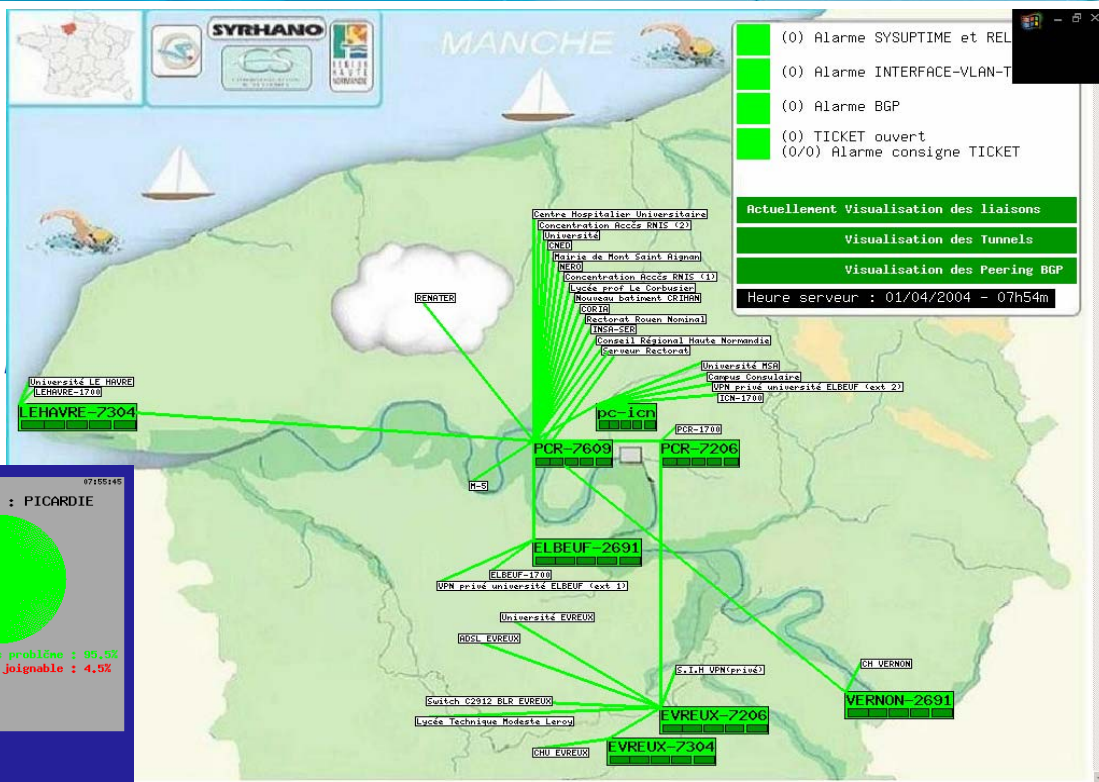 SYRHANO
MANCHE
(0) Alarme SYSUPTIME et REL
(0) Alarme INTERFACE-VLAN-T
(0) Alarme BGP
(0) TICKET ouvert
(0/0) Alarme consigne TICKET
Actuellement Visualisation des liaisons
Visualisation des Tunnels
Visualisation des Peering BGP
Heure serveur : 01/04/2004 - 07h54m
Centre Hospitalier Universitaire
Concentration Accčs RNIS (2)
Université
CNED
Mairie de Mont Saint Aignan
NERO
Concentration Accčs RNIS (1)
Lycée prof Le Corbusier
Nouveau batiment CRIHAN
CORIA
Rectorat Rouen Nominal
INSA-SER
Conseil Régional Haute Normandie
Serveur Rectorat
RENATER
Université MSA
Campus Consulaire
VPN privé université ELBEUF (ext 2)
ICN-1700
Université LE HAVRE
LEHAVRE-1700
LEHAVRE-7304
pc-icn
PCR-1700
PCR-7609
PCR-7206
M-5
07:55:45
: PICARDIE
ELBEUF-2691
ELBEUF-1700
VPN privé université ELBEUF (ext 1)
Université EVREUX
ADSL EVREUX
problčme : 95.5%
joignable : 4.5%
S.I.H VPN(privé)
CH VERNON
Switch C2912 BLR EVREUX
VERNON-2691
Lycée Technique Modeste Leroy
EVREUX-7206
CHU EVREUX
EVREUX-7304